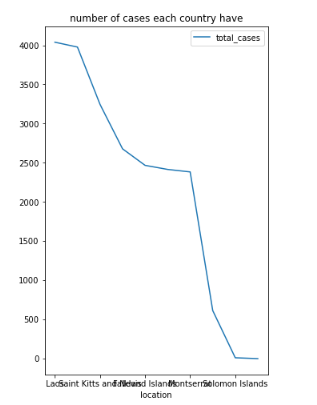 number of cases each country have
total_cases
4000
3500
3000
2500
2000
1500
1000
500
0
Laos Saint Kitts and Islands Montserrat Solomon Islands
location